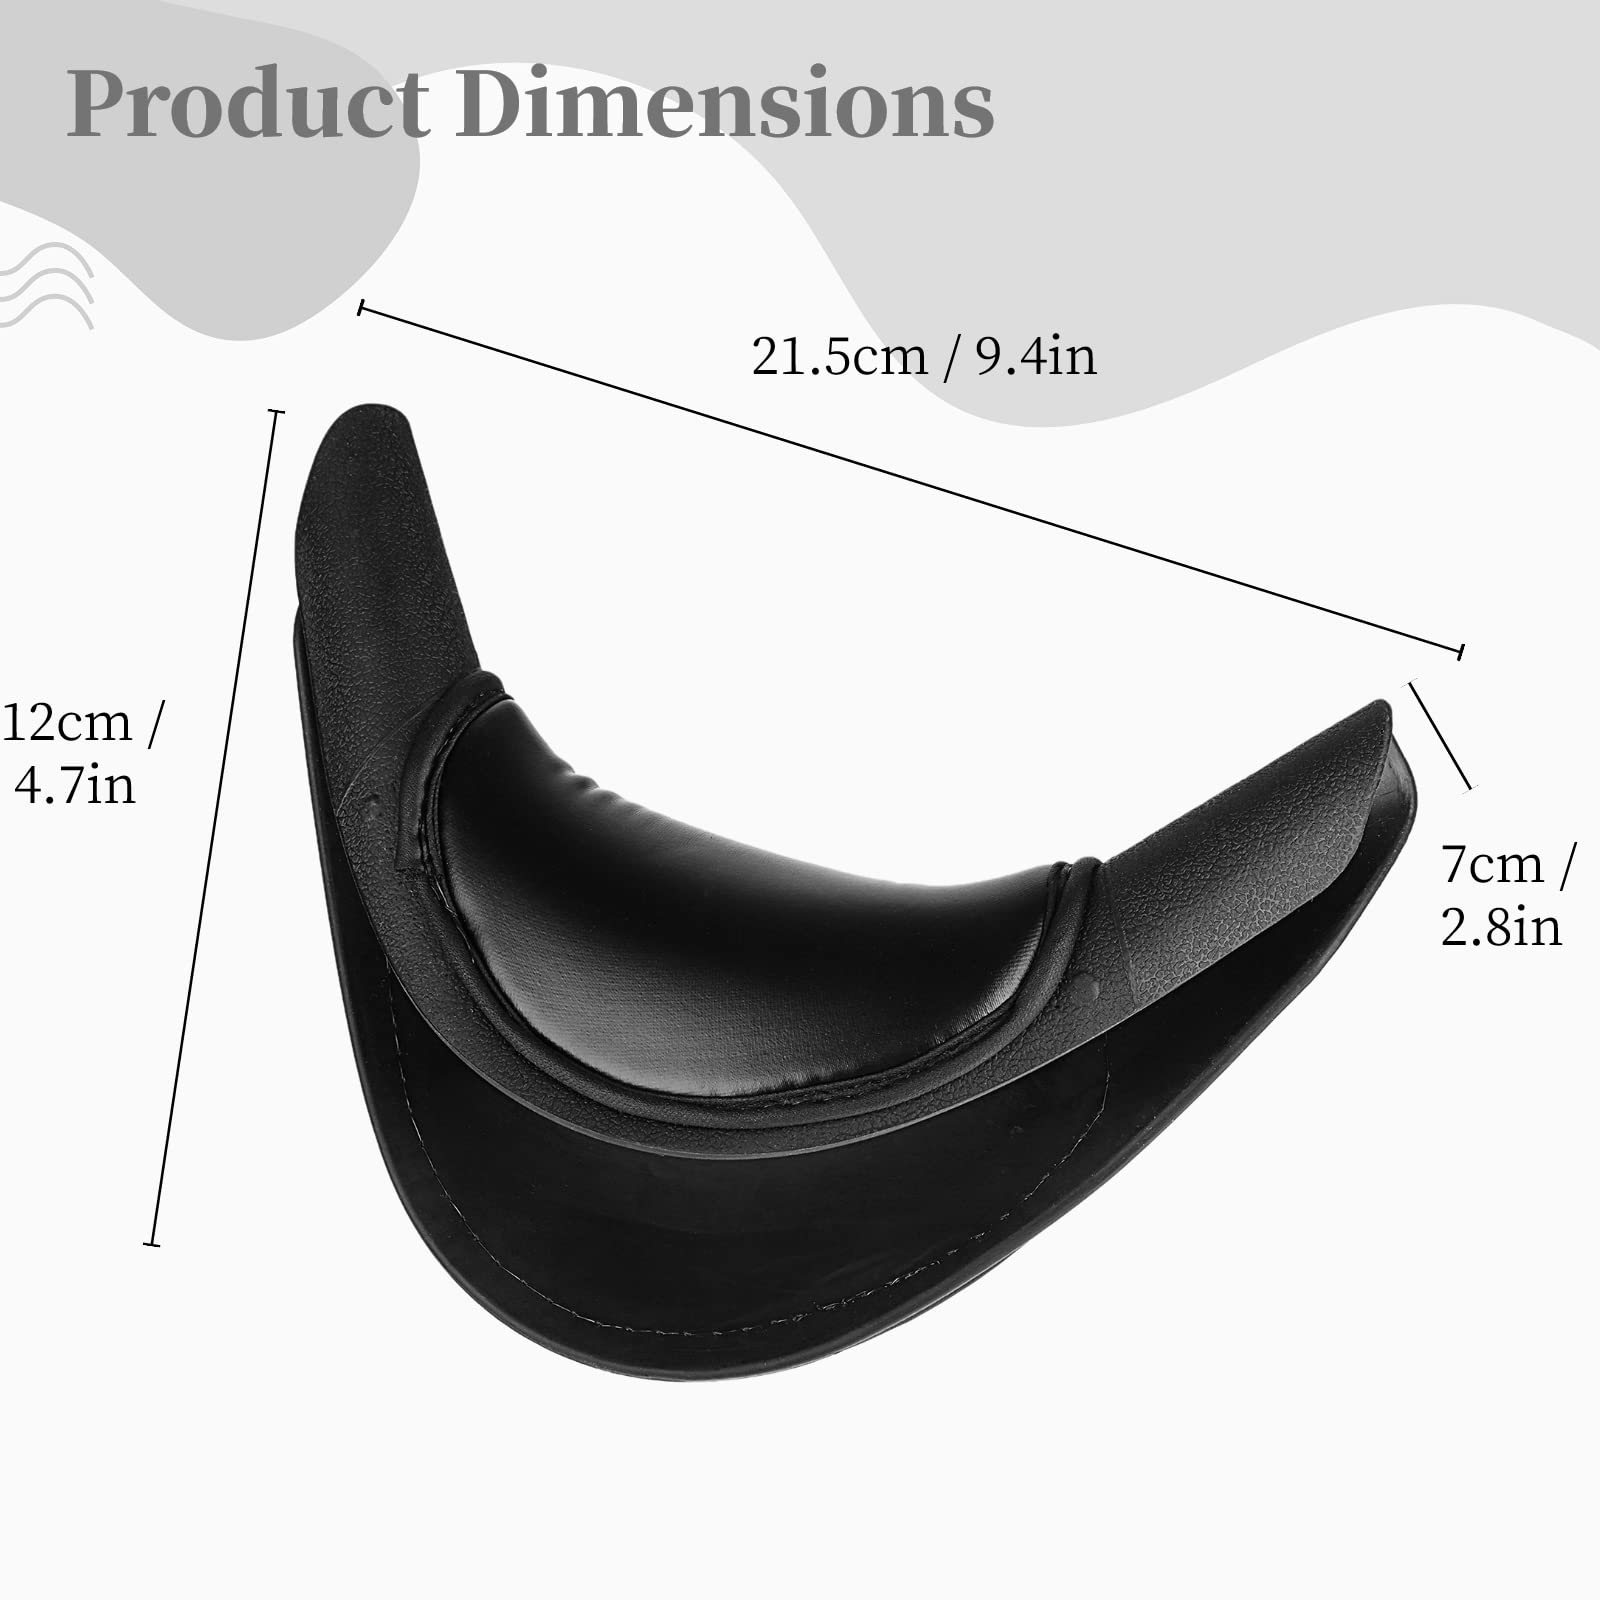 Product Dimensions
21.5cm / 9.4in
12cm /
4.7in
7cm /
2.8in